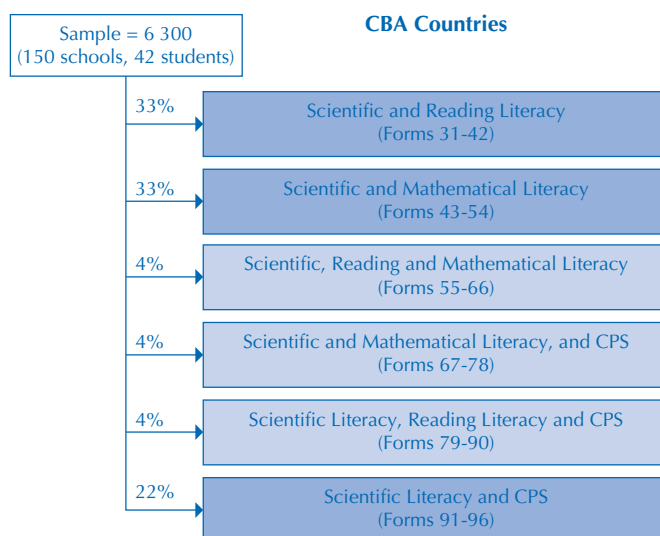 CBA Countries
Sample = 6 300
(150 schools, 42 students)
33%
Scientific and Reading Literacy
(Forms 31-42)
33%
Scientific and Mathematical Literacy
(Forms 43-54)
4%
Scientific, Reading and Mathematical Literacy
(Forms 55-66)
4%
Scientific and Mathematical Literacy, and CPS
(Forms 67-78)
4%
Scientific Literacy, Reading Literacy and CPS
(Forms 79-90)
22%
Scientific Literacy and CPS
(Forms 91-96)